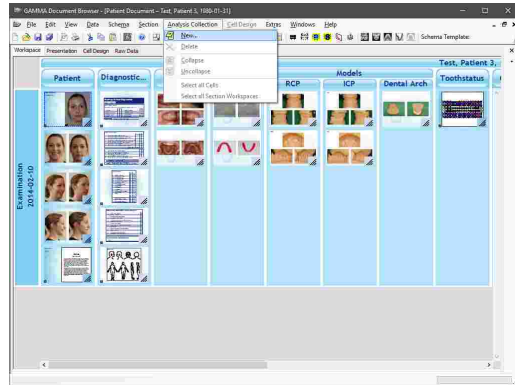 GAMMA Document Browser - [Patient Document – Test, Patient 3, 1980-01-31]
File Edit View Data Schema Section Analysis Collection Cell Design Extras Windows Help
Schema Template:
Workspace Presentation Cell Design Raw Data
New...
Delete
Collapse
Uncollapse
Select all Cells
Select all Section Workspaces
Test, Patient 3,
Models
Patient Diagnostic... RCP ICP Dental Arch Toothstatus
Examination
2014-02-10